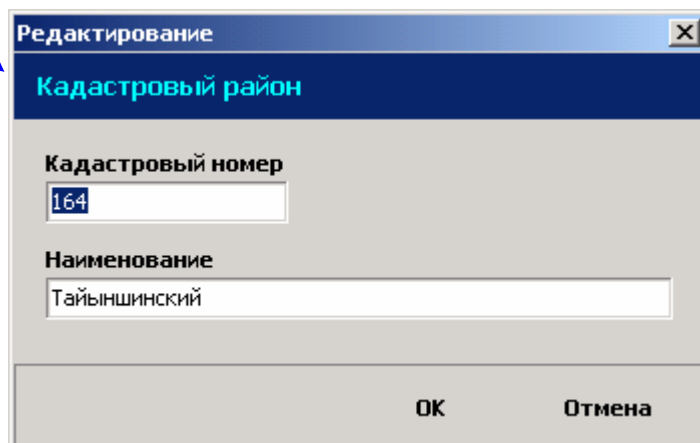 Редактирование
Кадастровый район
Кадастровый номер
164
Наименование
Тайыншинский
OK Отмена